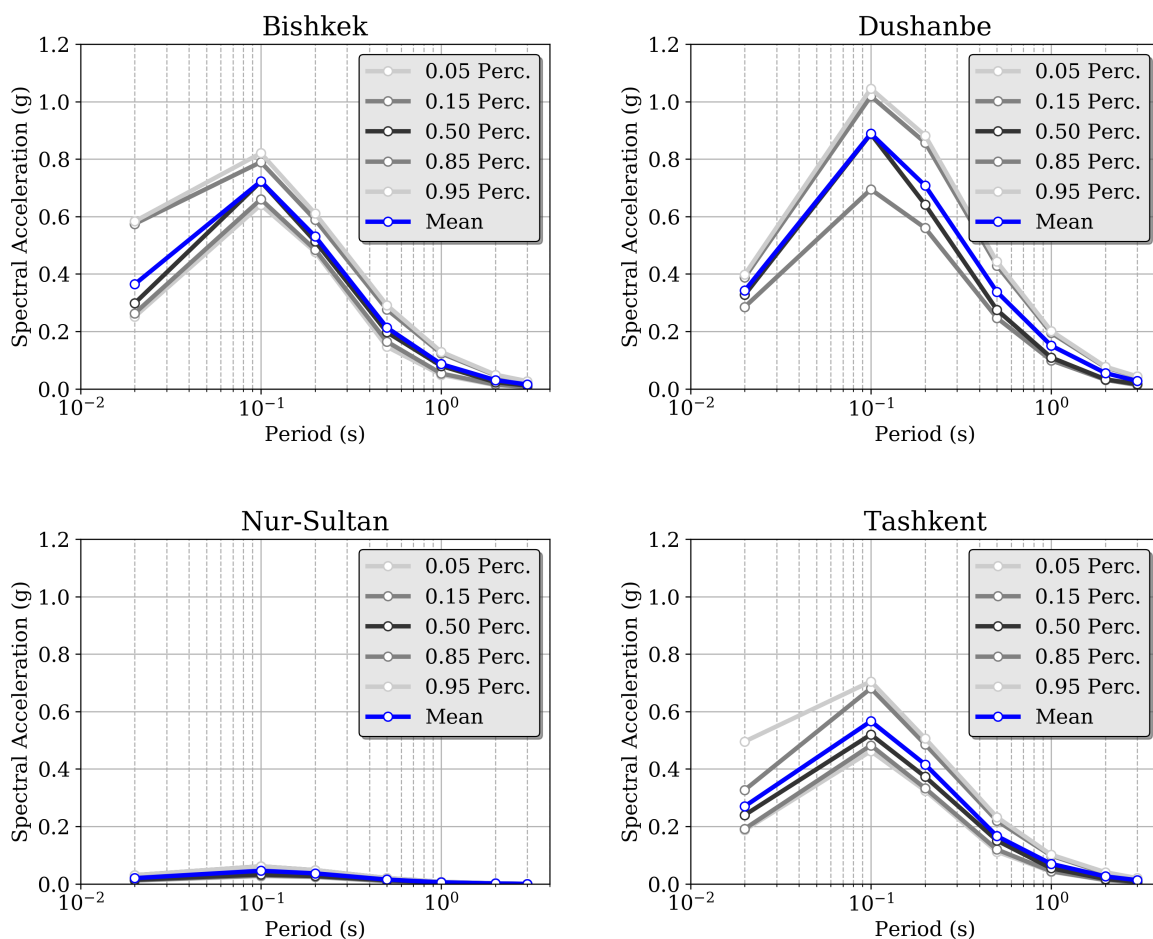 Bishkek
1.2
1.0
0.8
0.6
0.4
0.2
0.0
Spectral Acceleration (g)
0.05 Perc.
0.15 Perc.
0.50 Perc.
0.85 Perc.
0.95 Perc.
Mean
10⁻² 10⁻¹ 10⁰
Period (s)
Dushanbe
1.2
1.0
0.8
0.6
0.4
0.2
0.0
Spectral Acceleration (g)
0.05 Perc.
0.15 Perc.
0.50 Perc.
0.85 Perc.
0.95 Perc.
Mean
10⁻² 10⁻¹ 10⁰
Period (s)
Nur-Sultan
1.2
1.0
0.8
0.6
0.4
0.2
0.0
Spectral Acceleration (g)
0.05 Perc.
0.15 Perc.
0.50 Perc.
0.85 Perc.
0.95 Perc.
Mean
10⁻² 10⁻¹ 10⁰
Period (s)
Tashkent
1.2
1.0
0.8
0.6
0.4
0.2
0.0
Spectral Acceleration (g)
0.05 Perc.
0.15 Perc.
0.50 Perc.
0.85 Perc.
0.95 Perc.
Mean
10⁻² 10⁻¹ 10⁰
Period (s)